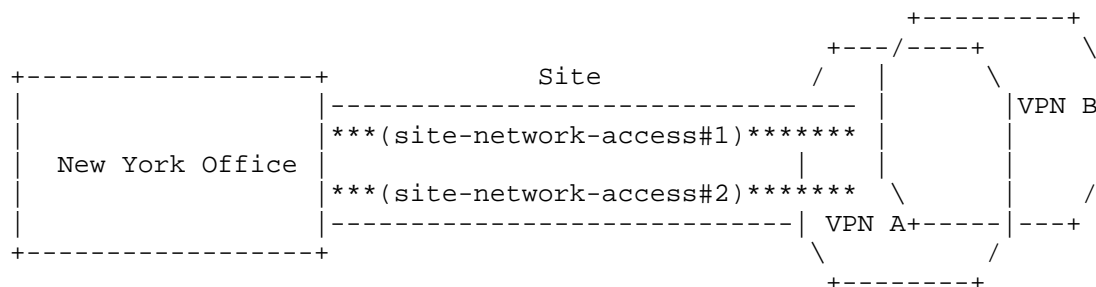 Site
VPN B
***(site-network-access#1)*******
New York Office
***(site-network-access#2)*******
VPN A